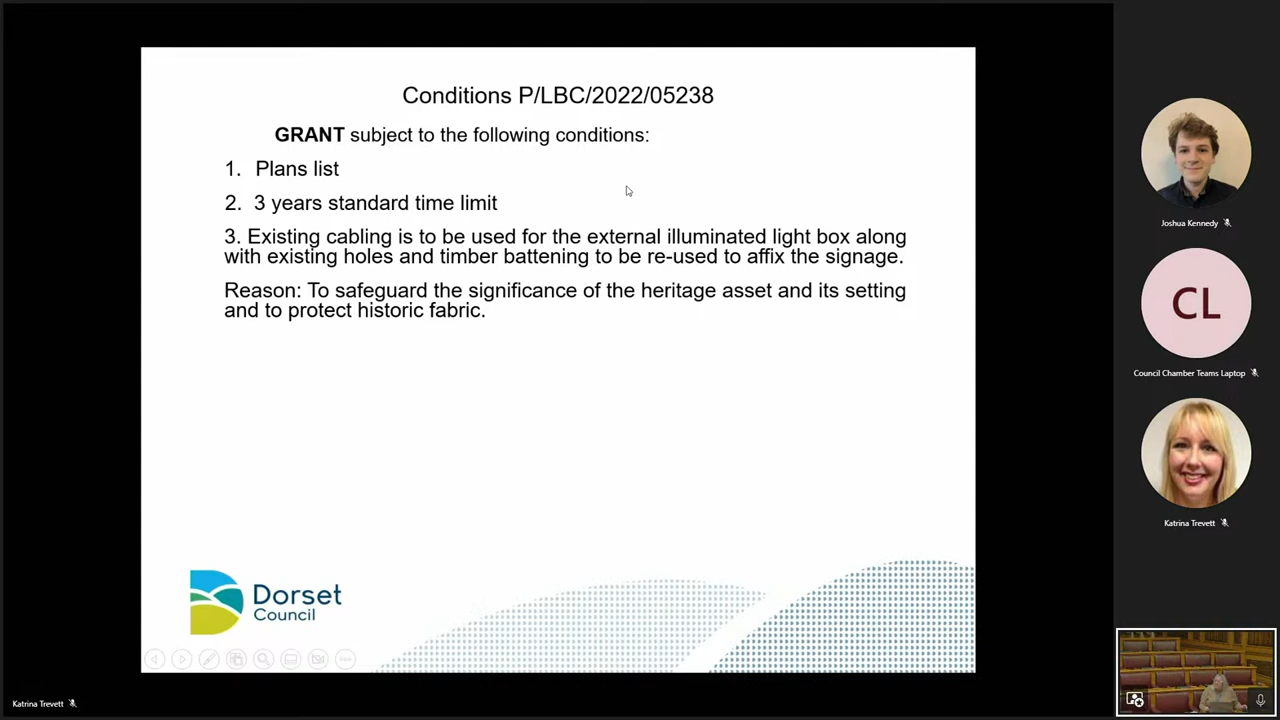 Conditions P/LBC/2022/05238
GRANT subject to the following conditions:
1. Plans list
2. 3 years standard time limit
3. Existing cabling is to be used for the external illuminated light box along
with existing holes and timber battening to be re-used to affix the signage.
Reason: To safeguard the significance of the heritage asset and its setting
and to protect historic fabric.
Dorset
Council
Joshua Kennedy
CL
Council Chamber Teams Laptop
Katrina Trevett
Katrina Trevett